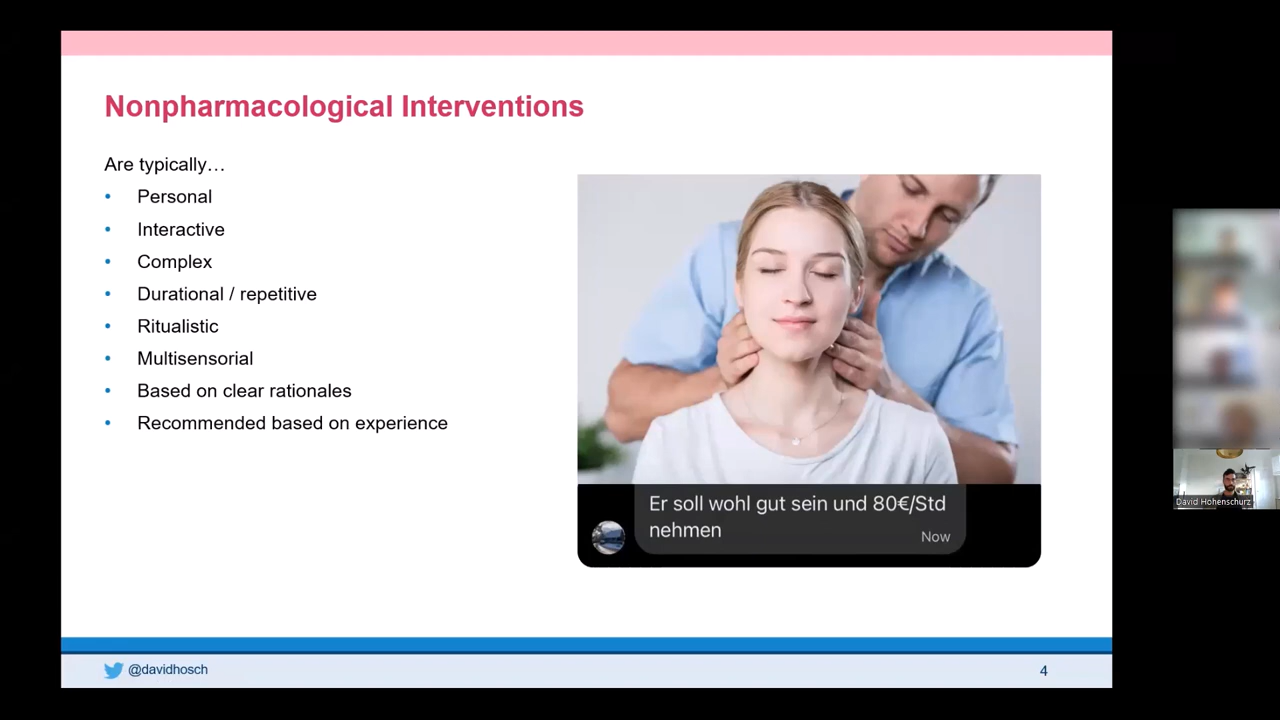 Nonpharmacological Interventions
Are typically…
• Personal
• Interactive
• Complex
• Durational / repetitive
• Ritualistic
• Multisensorial
• Based on clear rationales
• Recommended based on experience
Er soll wohl gut sein und 80€/Std
nehmen
Now
@davidhosch
4
David Hohenschurz